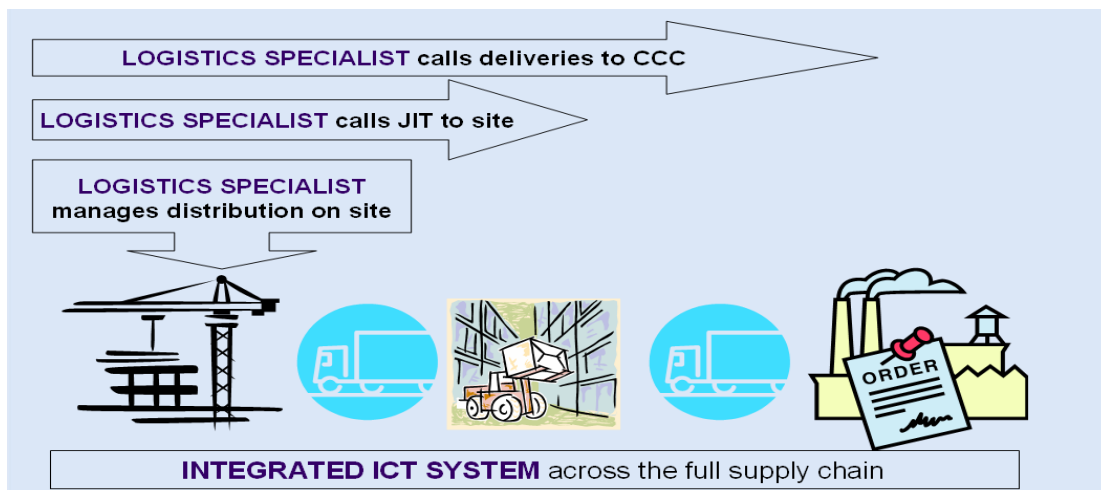 LOGISTICS SPECIALIST calls deliveries to CCC
LOGISTICS SPECIALIST calls JIT to site
LOGISTICS SPECIALIST
manages distribution on site
ORDER
INTEGRATED ICT SYSTEM across the full supply chain